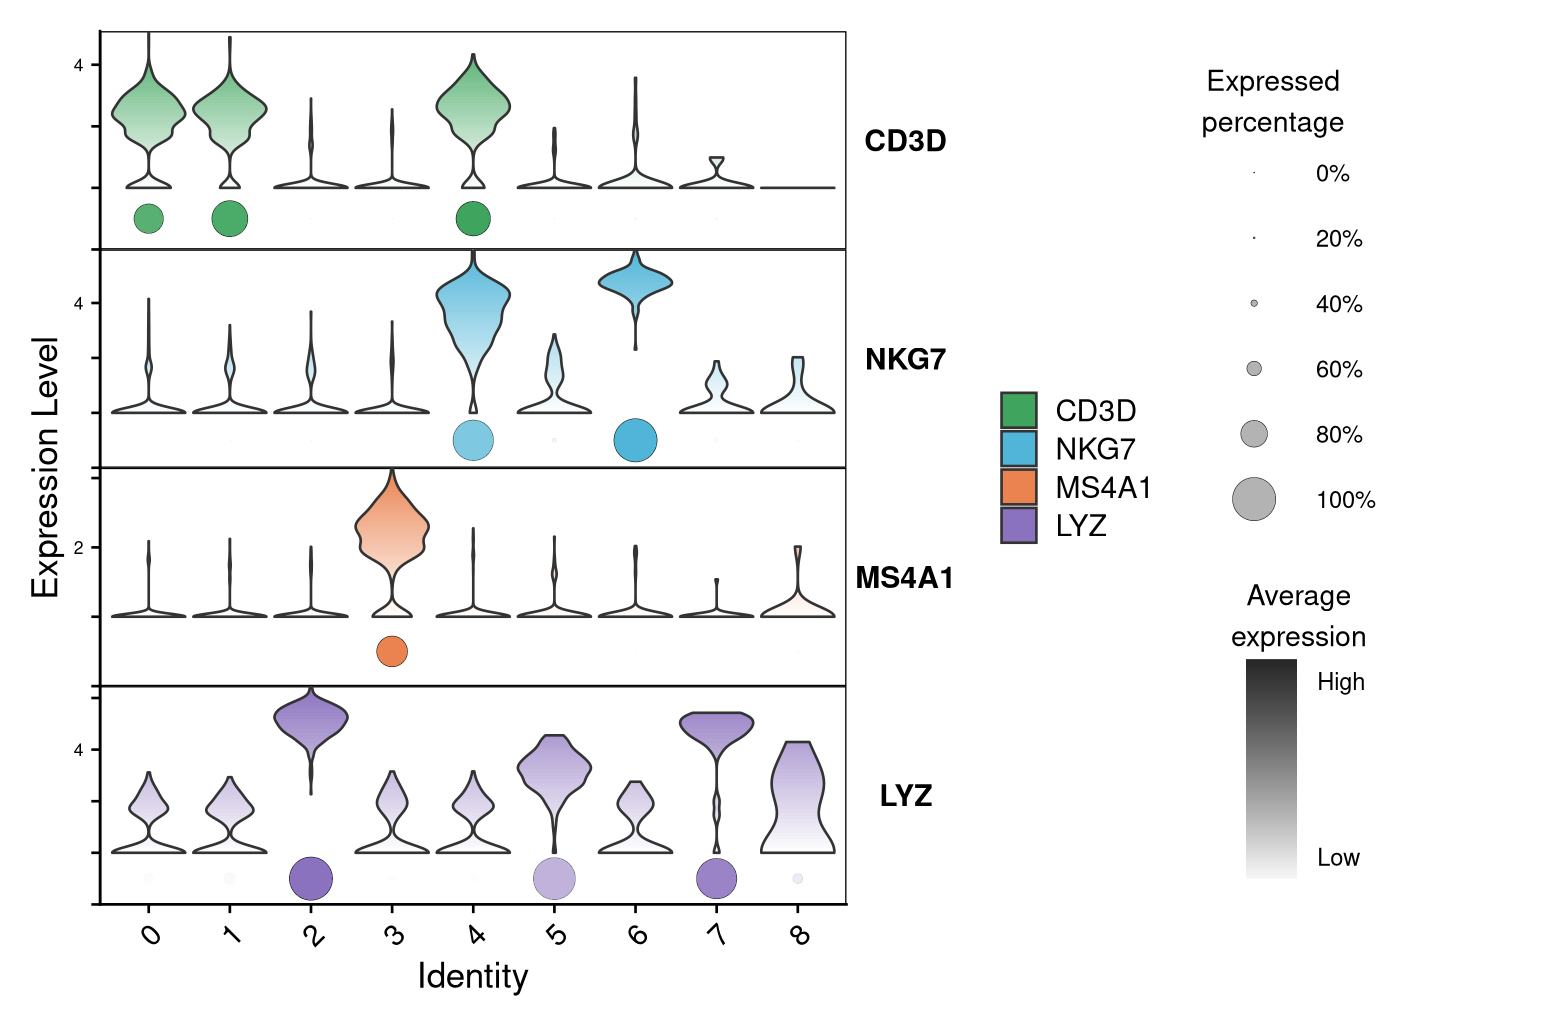 Expression Level
4
CD3D
4
NKG7
2
MS4A1
4
LYZ
0 1 2 3 4 5 6 7 8
Identity
CD3D
NKG7
MS4A1
LYZ
Expressed
percentage
0%
20%
40%
60%
80%
100%
Average
expression
High
Low